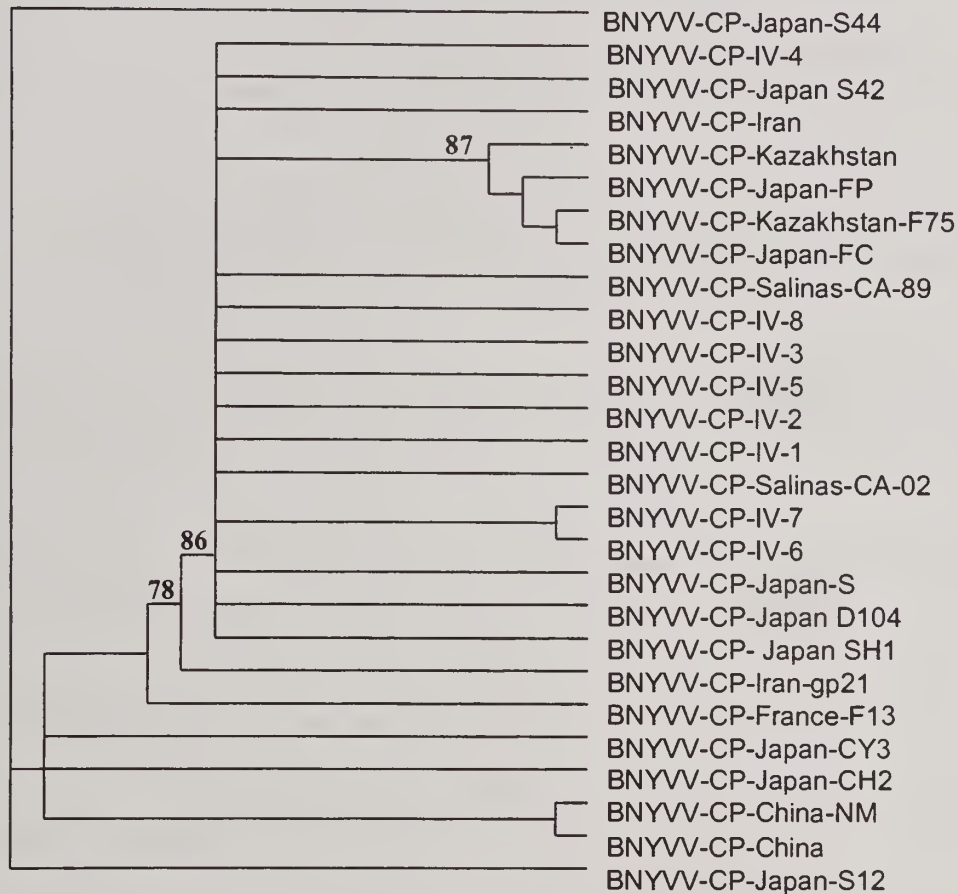 BNYVV-CP-Japan-S44
BNYVV-CP-IV-4
BNYVV-CP-Japan S42
BNYVV-CP-Iran
87
BNYVV-CP-Kazakhstan
BNYVV-CP-Japan-FP
BNYVV-CP-Kazakhstan-F75
BNYVV-CP-Japan-FC
BNYVV-CP-Salinas-CA-89
BNYVV-CP-IV-8
BNYVV-CP-IV-3
BNYVV-CP-IV-5
BNYVV-CP-IV-2
BNYVV-CP-IV-1
BNYVV-CP-Salinas-CA-02
BNYVV-CP-IV-7
86
BNYVV-CP-IV-6
78
BNYVV-CP-Japan-S
BNYVV-CP-Japan D104
BNYVV-CP- Japan SH1
BNYVV-CP-Iran-gp21
BNYVV-CP-France-F13
BNYVV-CP-Japan-CY3
BNYVV-CP-Japan-CH2
BNYVV-CP-China-NM
BNYVV-CP-China
BNYVV-CP-Japan-S12